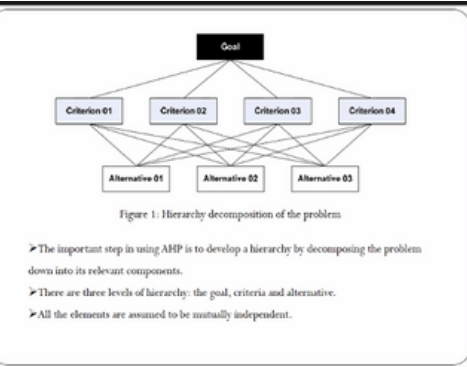 Goal
Criterion 01 Criterion 02 Criterion 03 Criterion 04
Alternative 01 Alternative 02 Alternative 03
Figure 1: Hierarchy decomposition of the problem
➤The important step in using AHP is to develop a hierarchy by decomposing the problem
down into its relevant components.
➤There are three levels of hierarchy: the goal, criteria and alternative.
➤All the elements are assumed to be mutually independent.